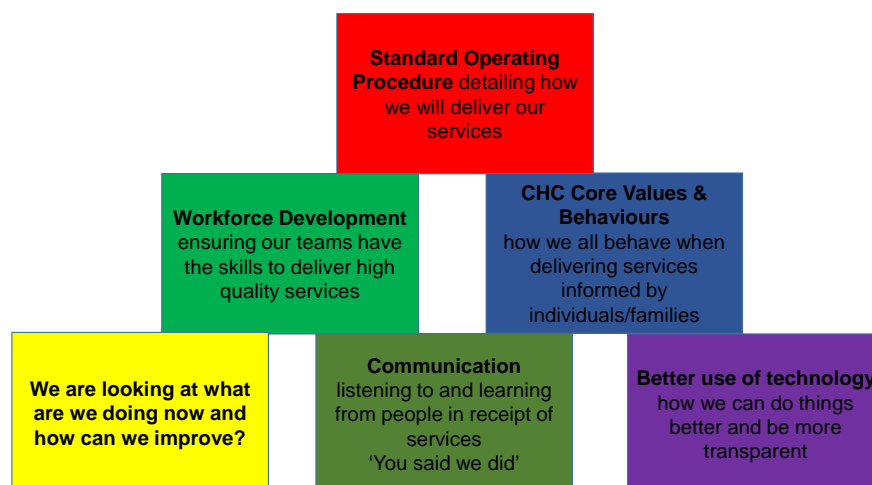 Standard Operating
Procedure detailing how
we will deliver our
services
Workforce Development
ensuring our teams have
the skills to deliver high
quality services
CHC Core Values &
Behaviours
how we all behave when
delivering services
informed by
individuals/families
We are looking at what
are we doing now and
how can we improve?
Communication
listening to and learning
from people in receipt of
services
‘You said we did’
Better use of technology
how we can do things
better and be more
transparent